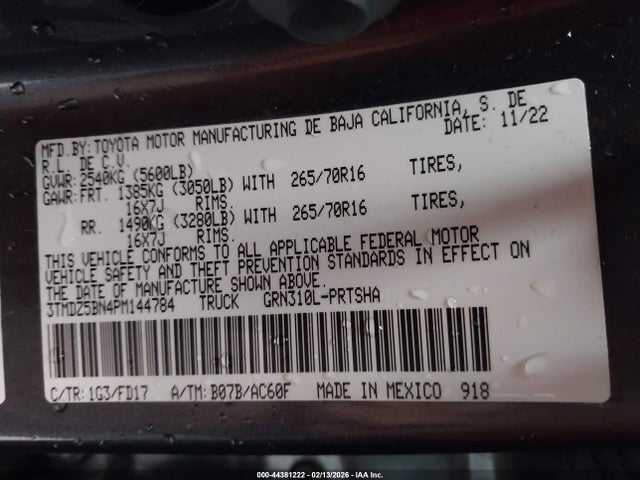 MFD.BY:TOYOTA MOTOR MANUFACTURING DE BAJA CALIFORNIA, S. DE
R.L. DE C.V. DATE: 11/22
GVWR: 2540KG (5600LB)
GAWR: FRT. 1385KG (3050LB) WITH 265/70R16 TIRES,
16X7J RIMS.
RR. 1490KG (3280LB) WITH 265/70R16 TIRES,
16X7J RIMS.
THIS VEHICLE CONFORMS TO ALL APPLICABLE FEDERAL MOTOR
VEHICLE SAFETY AND THEFT PREVENTION STANDARDS IN EFFECT ON
THE DATE OF MANUFACTURE SHOWN ABOVE.
3TMDZ5BN4PM144784 TRUCK GRN310L-PRTSHA
C/TR:1G3/FD17 A/TM:B07B/AC60F MADE IN MEXICO 918
000-44381222 - 02/13/2026 - IAA Inc.